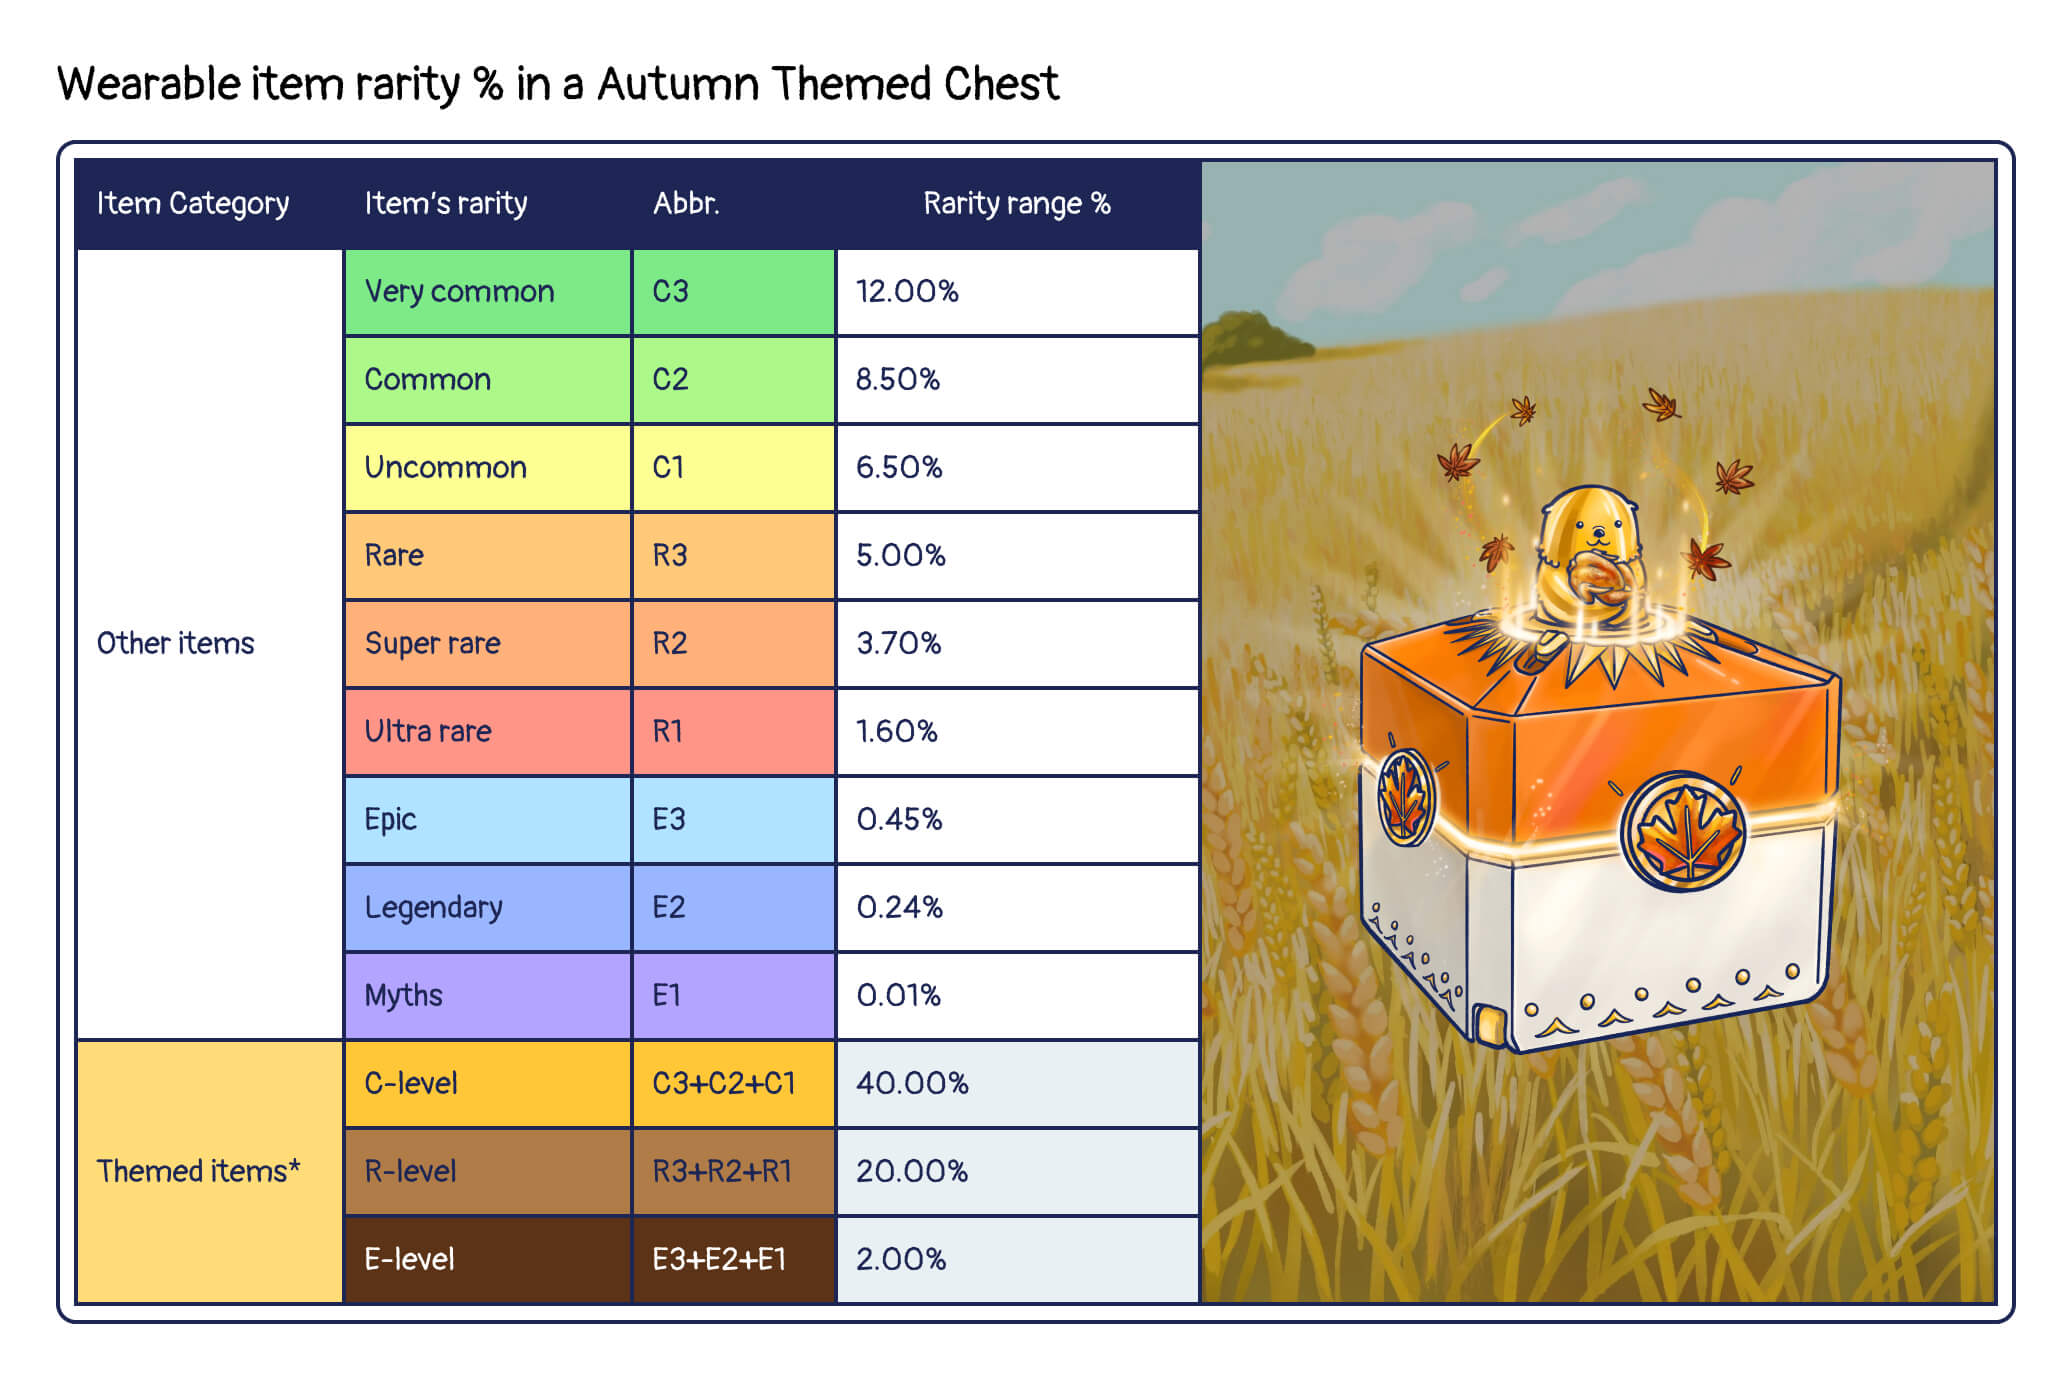 Wearable item rarity % in a Autumn Themed Chest
Item Category Item's rarity Abbr. Rarity range %
Other items
Very common C3 12.00%
Common C2 8.50%
Uncommon C1 6.50%
Rare R3 5.00%
Super rare R2 3.70%
Ultra rare R1 1.60%
Epic E3 0.45%
Legendary E2 0.24%
Myths E1 0.01%
Themed items*
C-level C3+C2+C1 40.00%
R-level R3+R2+R1 20.00%
E-level E3+E2+E1 2.00%